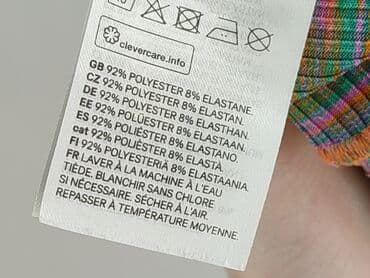 clevercare.info
GB 92% POLYESTER 8% ELASTANE.
CZ 92% POLYESTER 8% ELASTAN.
DE 92% POLYESTER 8% ELASTHAN.
EE 92% POLÜESTER 8% ELASTAAN.
ES 92% POLIÉSTER 8% ELASTANO.
cat 92% POLIÈSTER 8% ELASTÀ.
FI 92% POLYESTERIÄ 8% ELASTAANIA.
FR LAVER À LA MACHINE À L'EAU
TIÈDE, BLANCHIR SANS CHLORE
SI NÉCESSAIRE, SÉCHER À L'AIR.
REPASSER À TEMPÉRATURE MOYENNE.